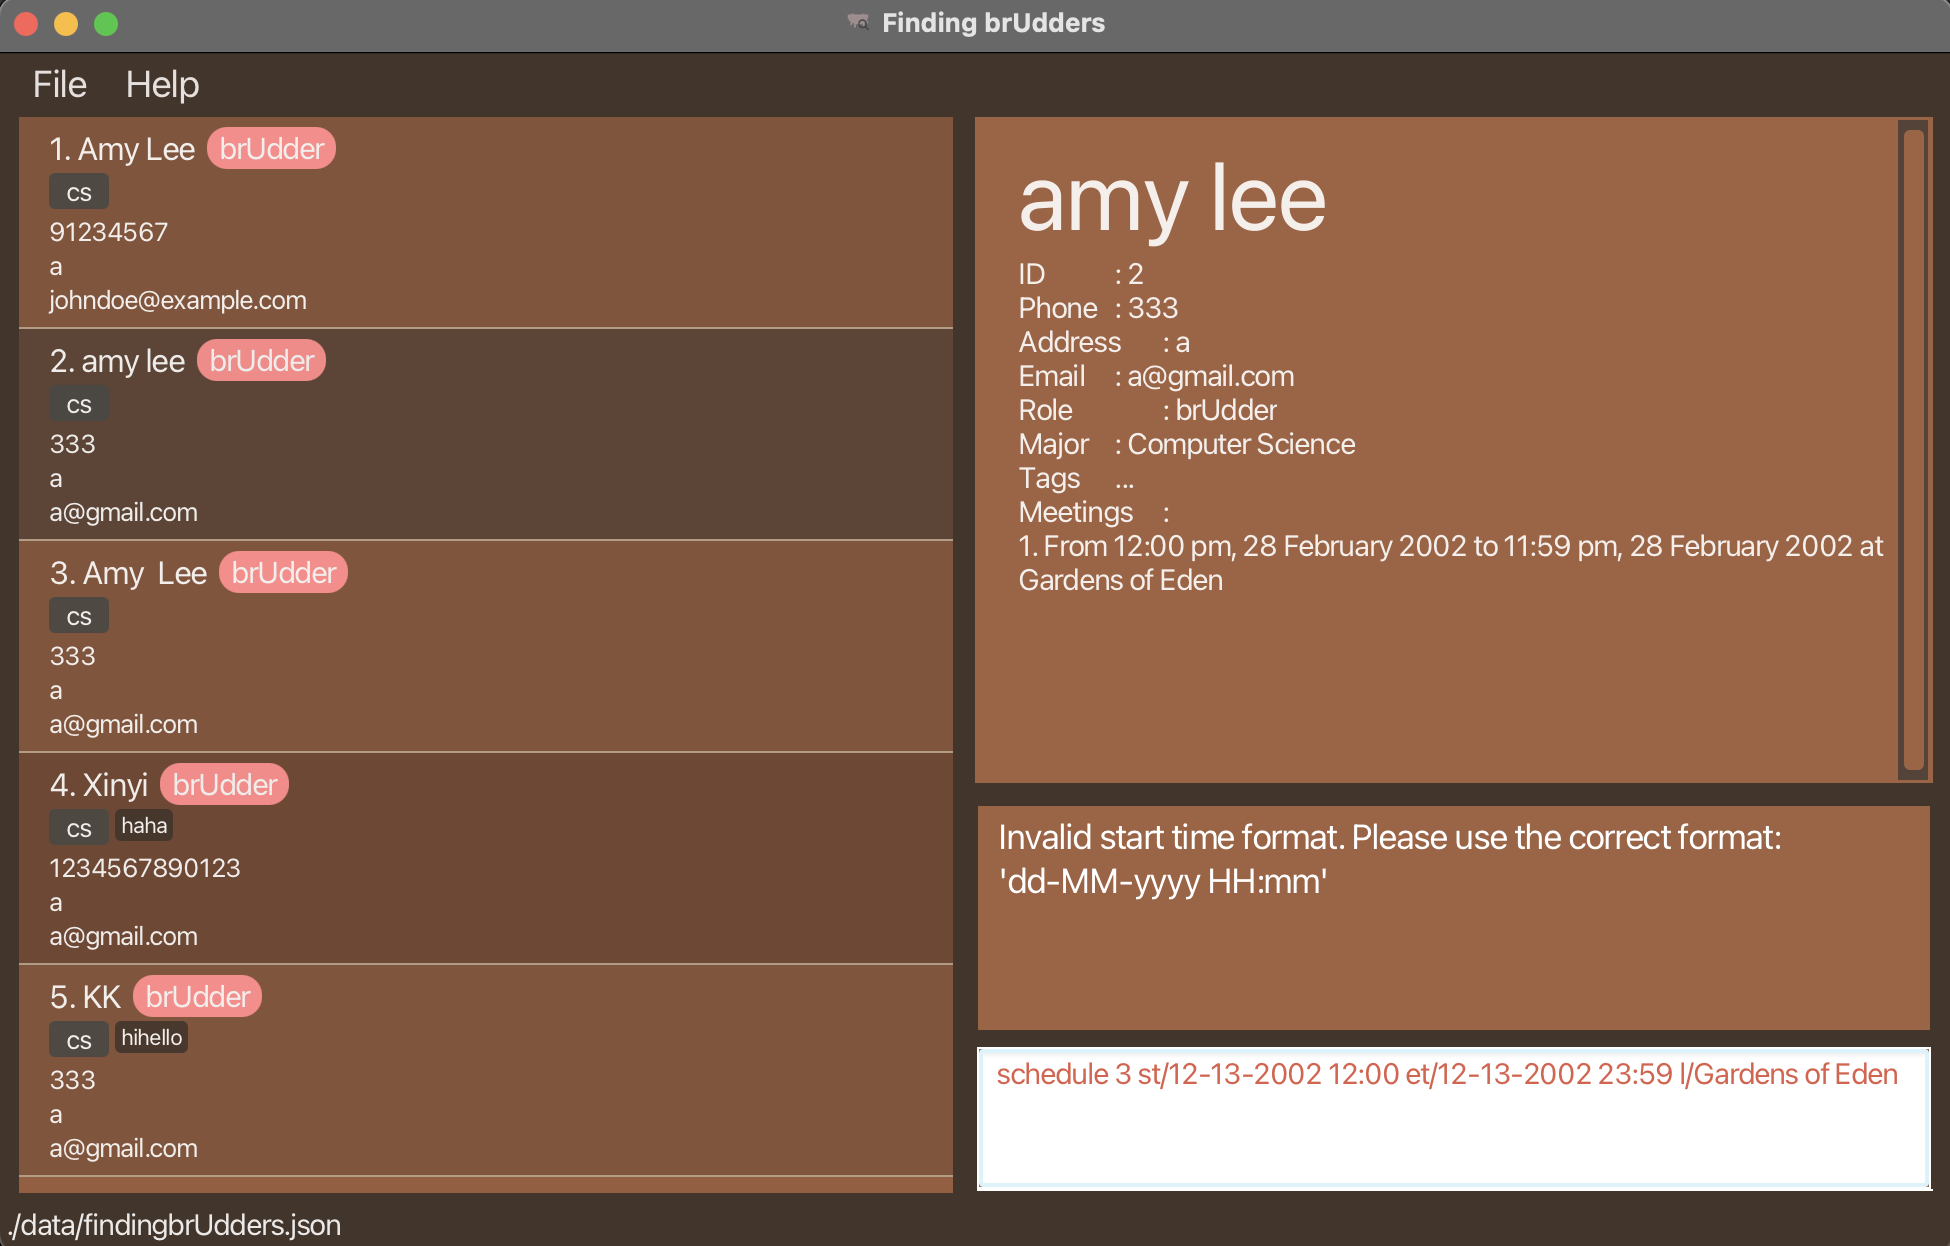 Finding brUdders
File Help
1. Amy Lee brUdder
cs
91234567
a
johndoe@example.com
2. amy lee brUdder
cs
333
a
a@gmail.com
3. Amy  Lee brUdder
cs
333
a
a@gmail.com
4. Xinyi brUdder
cs haha
1234567890123
a
a@gmail.com
5. KK brUdder
cs hihello
333
a
a@gmail.com
amy lee
ID : 2
Phone : 333
Address : a
Email : a@gmail.com
Role : brUdder
Major : Computer Science
Tags ...
Meetings :
1. From 12:00 pm, 28 February 2002 to 11:59 pm, 28 February 2002 at
Gardens of Eden
Invalid start time format. Please use the correct format:
'dd-MM-yyyy HH:mm'
schedule 3 st/12-13-2002 12:00 et/12-13-2002 23:59 l/Gardens of Eden
./data/findingbrUdders.json